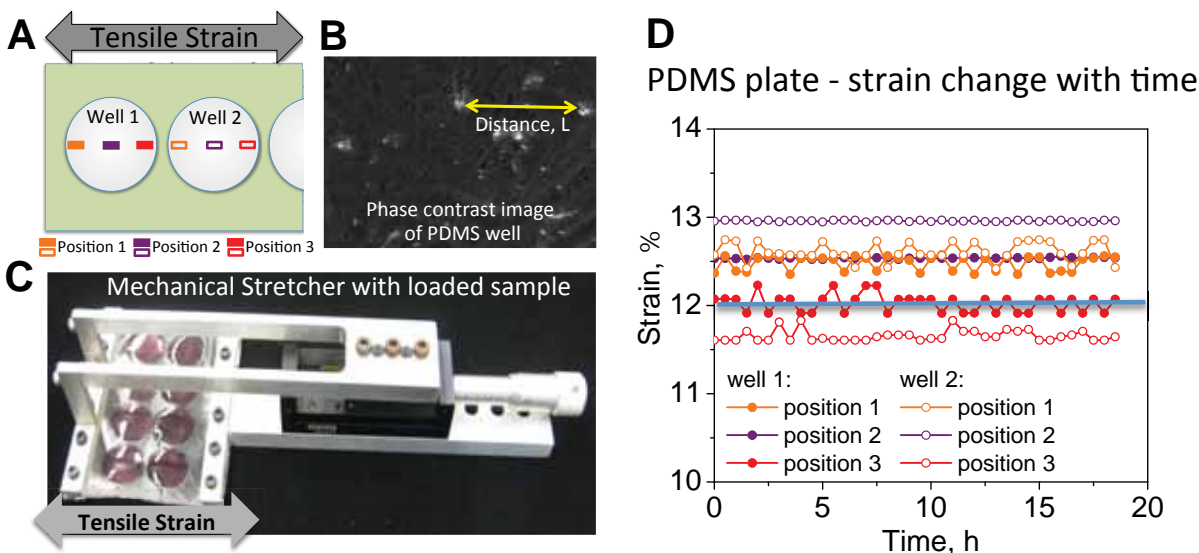 A
Tensile Strain
Well 1
Well 2
Position 1
Position 2
Position 3
B
Distance, L
Phase contrast image
of PDMS well
C
Mechanical Stretcher with loaded sample
Tensile Strain
D
PDMS plate - strain change with time
14
13
12
11
10
Strain, %
well 1:
well 2:
position 1
position 1
position 2
position 2
position 3
position 3
0
5
10
15
20
Time, h